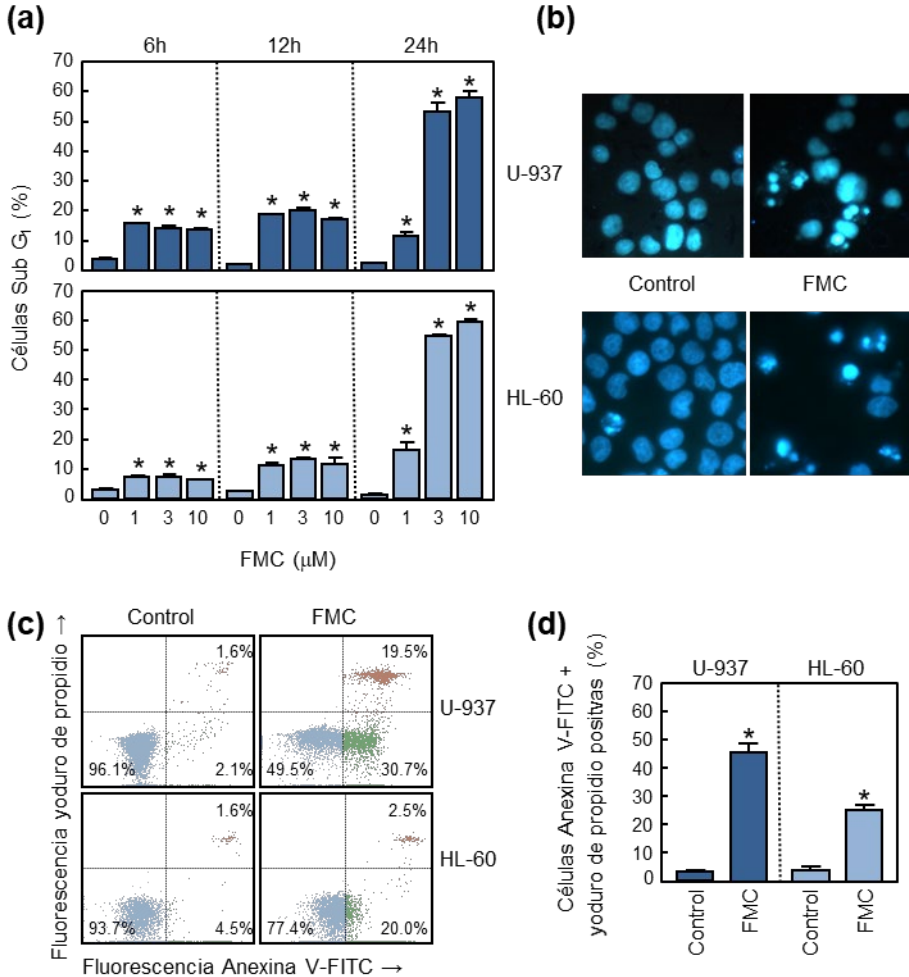 (a)
6h 12h 24h
70
60
50
40
30
20
10
0
* * * * * * * * *
U-937
60
50
40
30
20
10
0
* * * * * * * * *
HL-60
Células Sub G1 (%)
0 1 3 10 0 1 3 10 0 1 3 10
FMC (μM)
(b)
Control FMC
(c)
Control FMC
1,6% 19.5%
96.1% 2.1% 49.5% 30.7%
U-937
1.6% 2.5%
93.7% 4.5% 77.4% 20.0%
HL-60
Fluorescencia yoduro de propidio →
Fluorescencia Anexina V-FITC →
(d)
U-937 HL-60
Células Anexina V-FITC +
yoduro de propidio positvas (%)
70
60
50
40
30
20
10
0
* *
Control FMC Control FMC